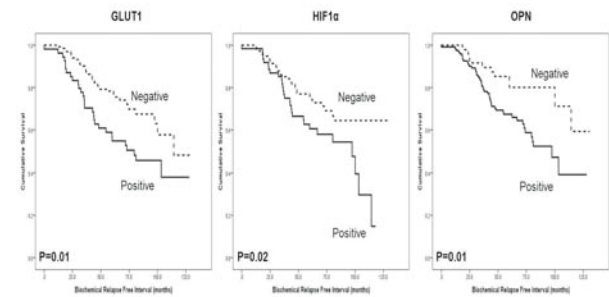 GLUT1
HIF1α
OPN
Cumulative Survival
Negative
Positive
P=0.01
Biochemical Relapse Free Interval (months)
Cumulative Survival
Negative
Positive
P=0.02
Biochemical Relapse Free Interval (months)
Cumulative Survival
Negative
Positive
P=0.01
Biochemical Relapse Free Interval (months)